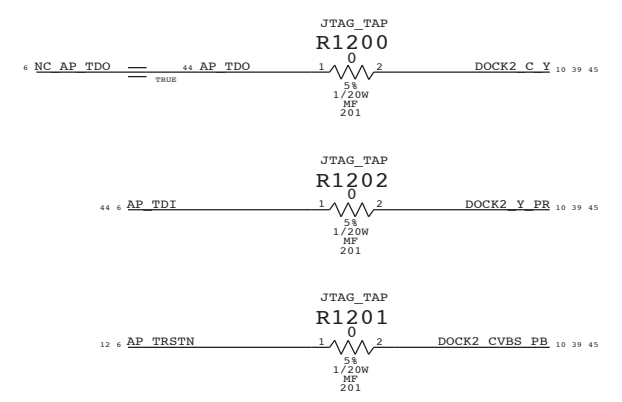 JTAG_TAP
R1200
0
6 NC_AP_TDO 44 AP_TDO 1 2 DOCK2_C_Y 10 39 45
TRUE
5%
1/20W
MF
201
JTAG_TAP
R1202
0
44 6 AP_TDI 1 2 DOCK2_Y_PR 10 39 45
5%
1/20W
MF
201
JTAG_TAP
R1201
0
12 6 AP_TRSTN 1 2 DOCK2_CVBS_PB 10 39 45
5%
1/20W
MF
201